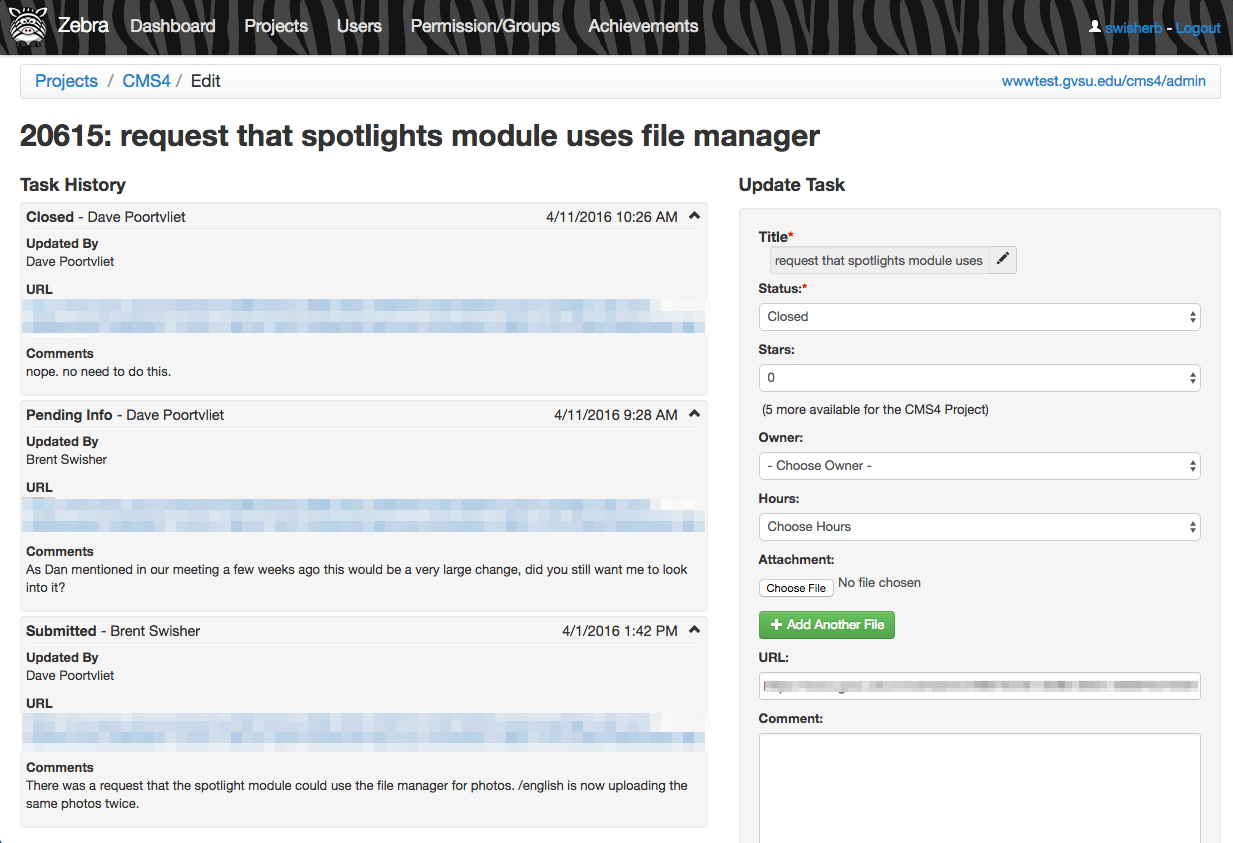 Zebra Dashboard Projects Users Permission/Groups Achievements swisherb - Logout
Projects / CMS4 / Edit wwwtest.gvsu.edu/cms4/admin
20615: request that spotlights module uses file manager
Task History
Closed - Dave Poortvliet 4/11/2016 10:26 AM
Updated By
Dave Poortvliet
URL
Comments
nope. no need to do this.
Pending Info - Dave Poortvliet 4/11/2016 9:28 AM
Updated By
Brent Swisher
URL
Comments
As Dan mentioned in our meeting a few weeks ago this would be a very large change, did you still want me to look
into it?
Submitted - Brent Swisher 4/1/2016 1:42 PM
Updated By
Dave Poortvliet
URL
Comments
There was a request that the spotlight module could use the file manager for photos. /english is now uploading the
same photos twice.
Update Task
Title*
request that spotlights module uses
Status:*
Closed
Stars:
0
(5 more available for the CMS4 Project)
Owner:
- Choose Owner -
Hours:
Choose Hours
Attachment:
Choose File No file chosen
+ Add Another File
URL:
Comment: